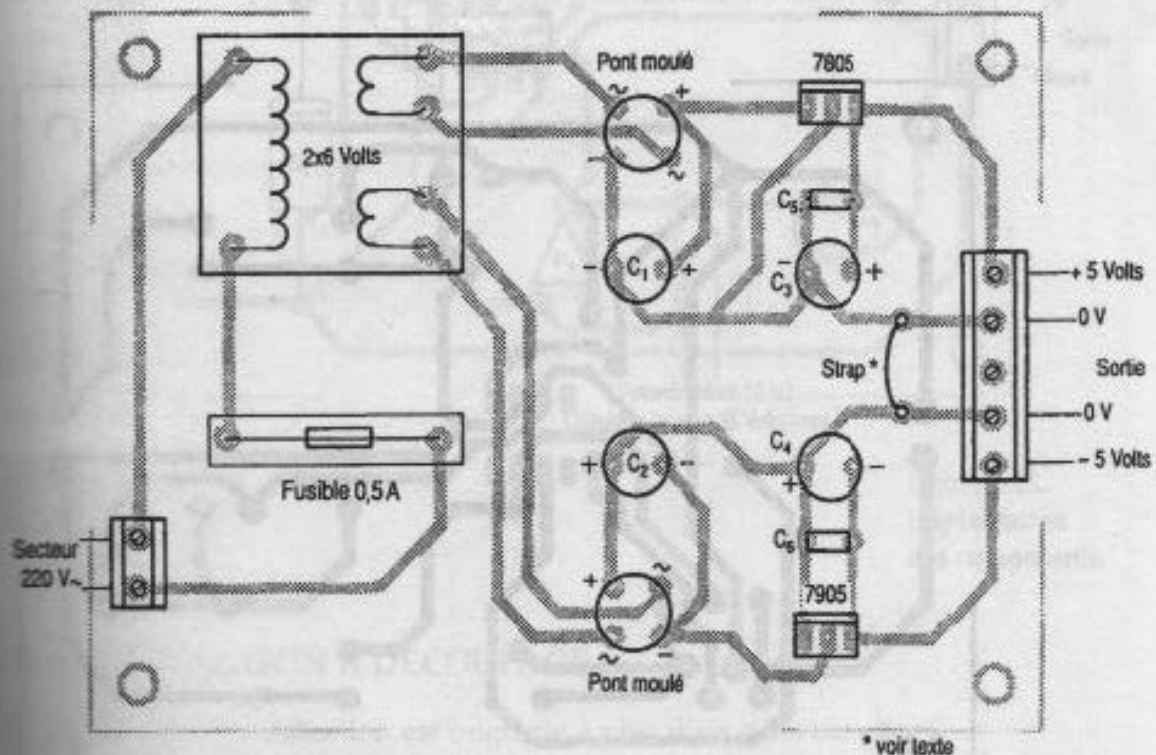 Pont moulé
7805
~
+
2x6 Volts
-
~
C5
- C1 +
- C3 +
+ 5 Volts
0 V
Strap *
Sortie
0 V
- 5 Volts
+ C2 -
C4
+ -
Fusible 0,5 A
C6
Secteur
220 V~
7905
+
~
~
-
Pont moulé
* voir texte